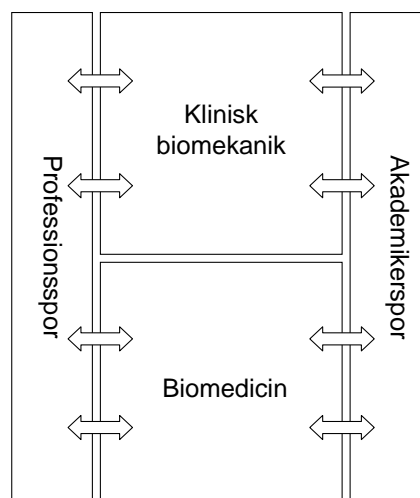 Professionsspor
Klinisk
biomekanik
Akademikerspor
Biomedicin